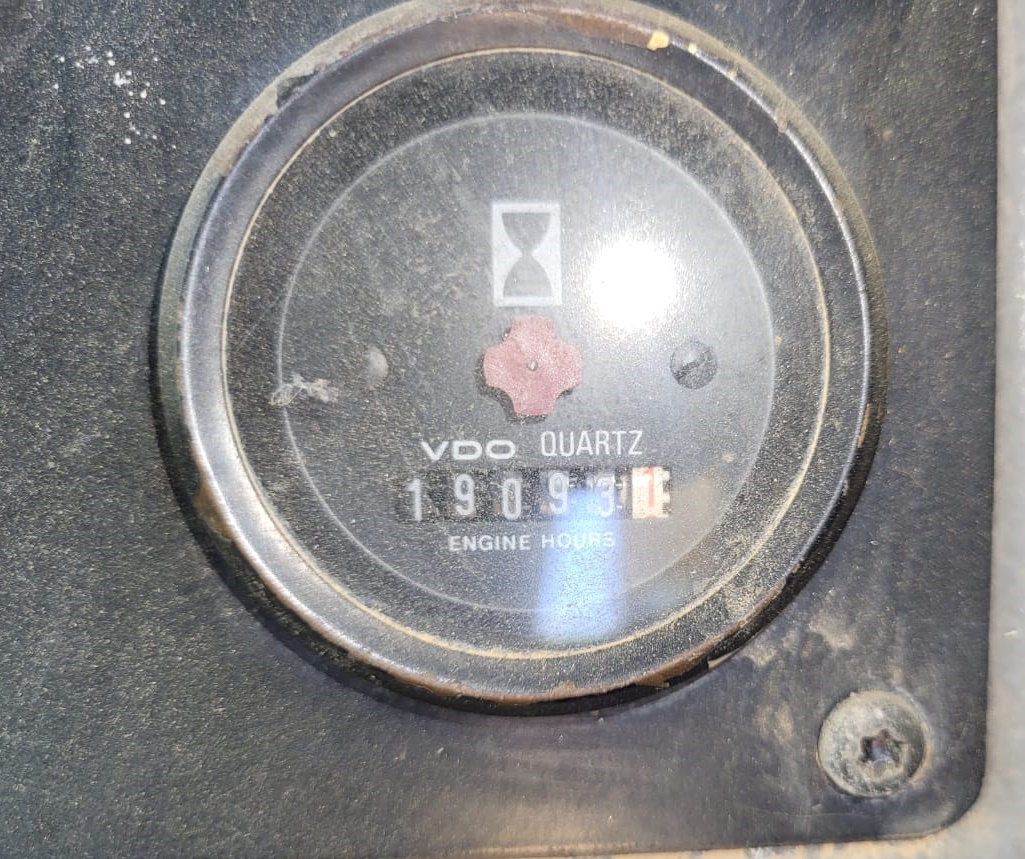 VDO QUARTZ
19093
ENGINE HOURS